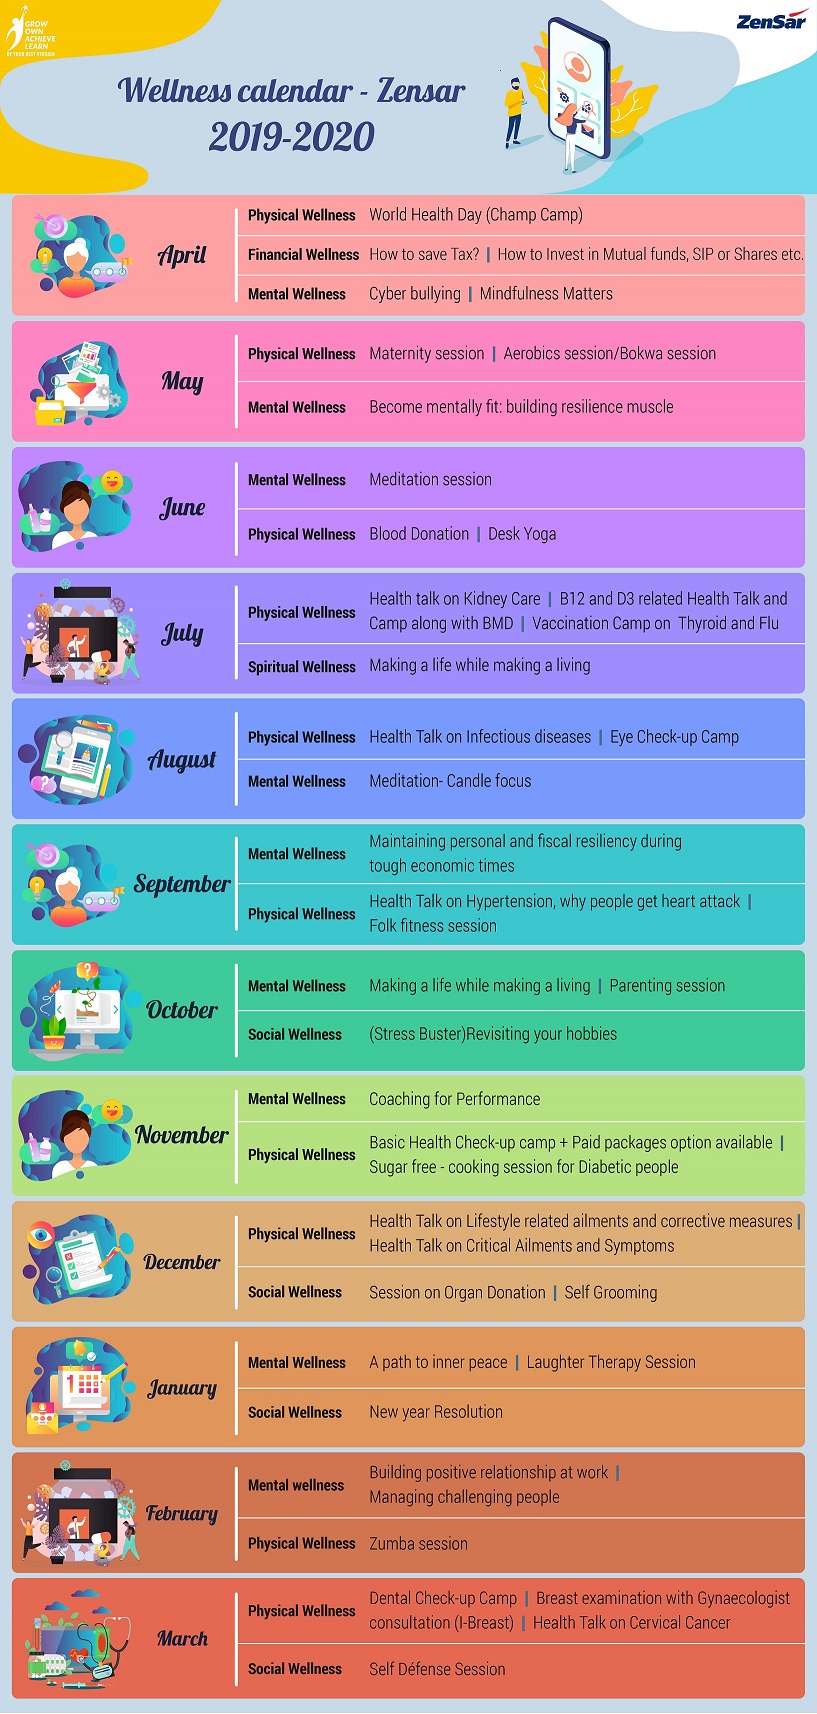 GROW
OWN
ACHIEVE
LEARN
BE YOUR BEST VERSION
ZenSar
Wellness calendar - Zensar
2019-2020
April
Physical Wellness World Health Day (Champ Camp)
Financial Wellness How to save Tax? | How to Invest in Mutual funds, SIP or Shares etc.
Mental Wellness Cyber bullying | Mindfulness Matters
May
Physical Wellness Maternity session | Aerobics session/Bokwa session
Mental Wellness Become mentally fit: building resilience muscle
June
Mental Wellness Meditation session
Physical Wellness Blood Donation | Desk Yoga
July
Physical Wellness Health talk on Kidney Care | B12 and D3 related Health Talk and
Camp along with BMD | Vaccination Camp on Thyroid and Flu
Spiritual Wellness Making a life while making a living
August
Physical Wellness Health Talk on Infectious diseases | Eye Check-up Camp
Mental Wellness Meditation- Candle focus
September
Mental Wellness Maintaining personal and fiscal resiliency during
tough economic times
Physical Wellness Health Talk on Hypertension, why people get heart attack |
Folk fitness session
October
Mental Wellness Making a life while making a living | Parenting session
Social Wellness (Stress Buster)Revisiting your hobbies
November
Mental Wellness Coaching for Performance
Physical Wellness Basic Health Check-up camp + Paid packages option available |
Sugar free - cooking session for Diabetic people
December
Physical Wellness Health Talk on Lifestyle related ailments and corrective measures |
Health Talk on Critical Ailments and Symptoms
Social Wellness Session on Organ Donation | Self Grooming
January
Mental Wellness A path to inner peace | Laughter Therapy Session
Social Wellness New year Resolution
February
Mental wellness Building positive relationship at work |
Managing challenging people
Physical Wellness Zumba session
March
Physical Wellness Dental Check-up Camp | Breast examination with Gynaecologist
consultation (I-Breast) | Health Talk on Cervical Cancer
Social Wellness Self Défense Session